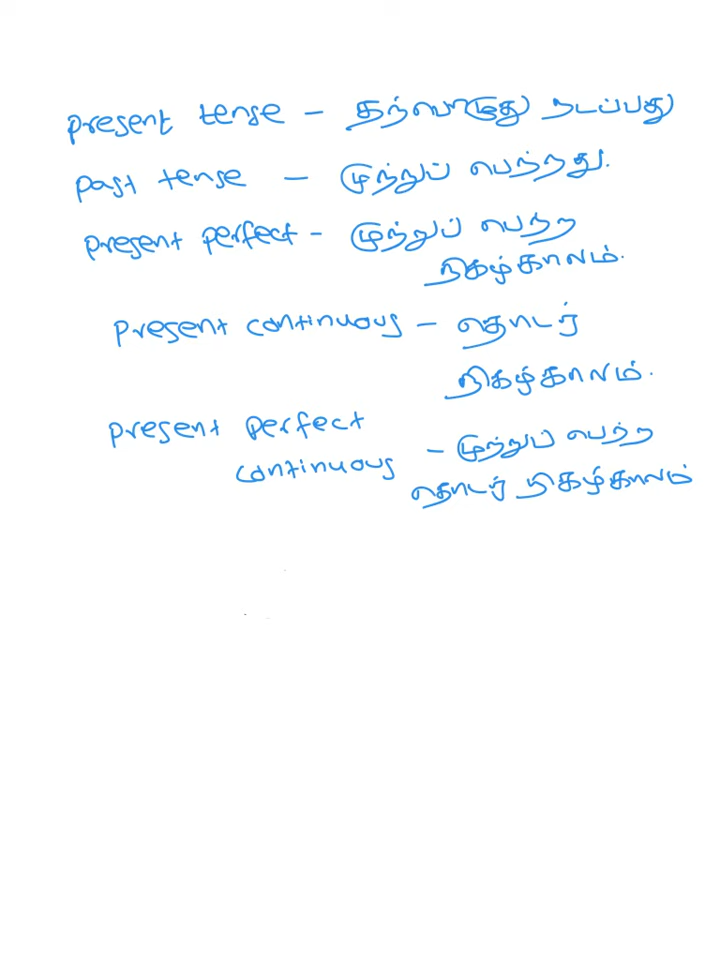 present tense - தற்பொழுது நடப்பது
past tense - முற்றுப் பெற்றது.
present perfect - முற்றுப் பெற்ற
நிகழ்காலம்.
present continuous - தொடர்
நிகழ்காலம்.
present perfect
continuous - முற்றுப் பெற்ற
தொடர் நிகழ்காலம்